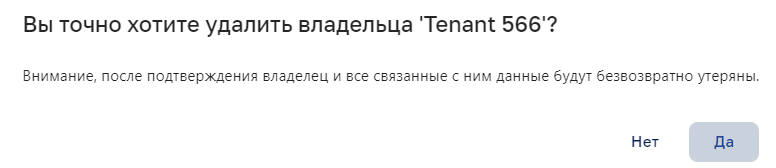 Вы точно хотите удалить владельца 'Tenant 566'?
Внимание, после подтверждения владелец и все связанные с ним данные будут безвозвратно утеряны.
Нет Да